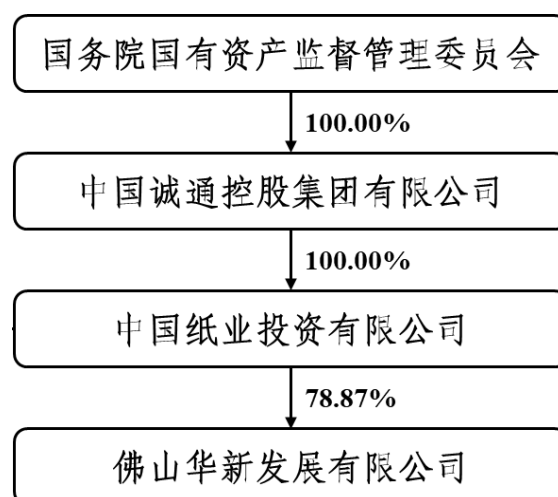 国务院国有资产监督管理委员会
100.00%
中国诚通控股集团有限公司
100.00%
中国纸业投资有限公司
78.87%
佛山华新发展有限公司